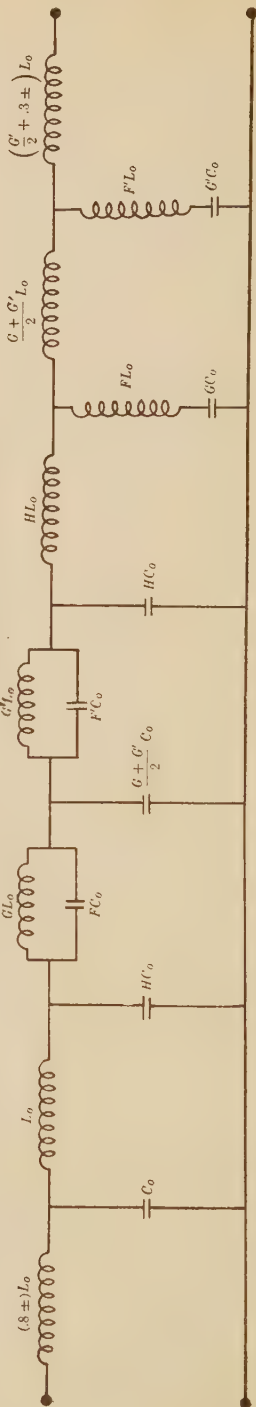 (.8 ±)L₀
C₀
L₀
HC₀
GL₀
FC₀
G + G'
2
C₀
G'L₀
F'C₀
HC₀
HL₀
FL₀
GC₀
G + G'
2
L₀
F'L₀
G'C₀
(G'/2 + .3 ±)L₀